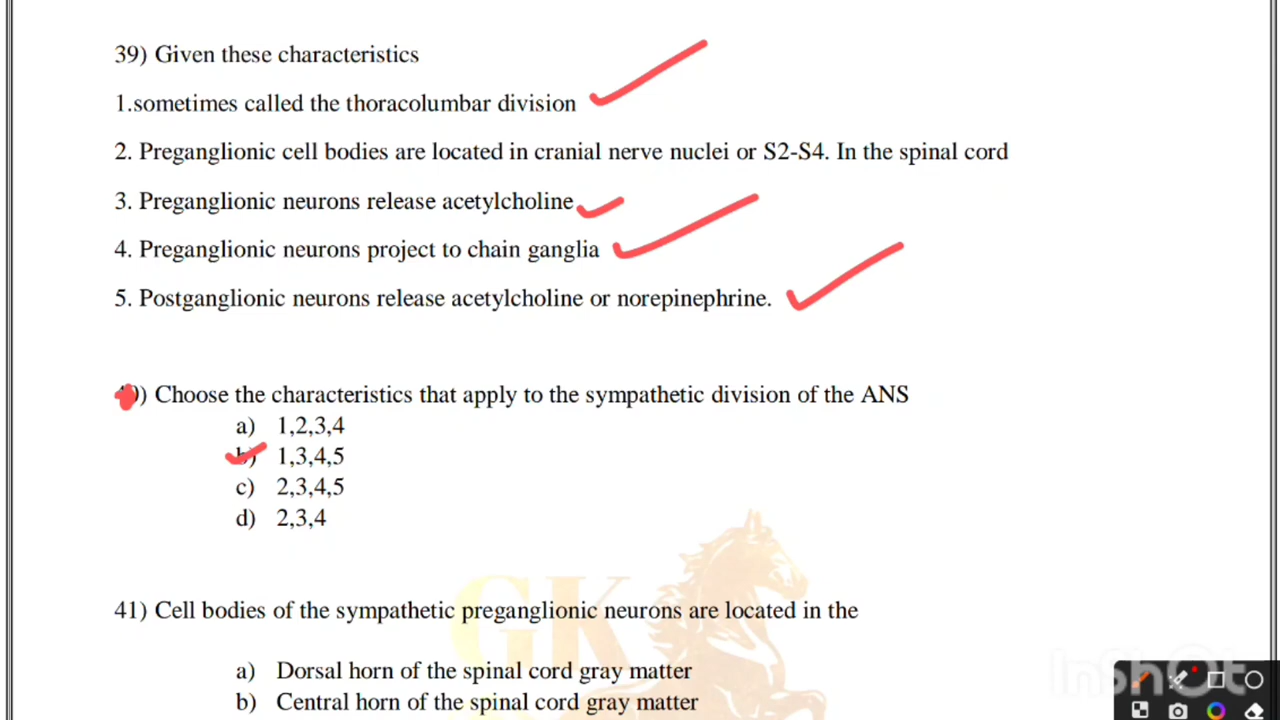 39) Given these characteristics
1.sometimes called the thoracolumbar division
2. Preganglionic cell bodies are located in cranial nerve nuclei or S2-S4. In the spinal cord
3. Preganglionic neurons release acetylcholine
4. Preganglionic neurons project to chain ganglia
5. Postganglionic neurons release acetylcholine or norepinephrine.
) Choose the characteristics that apply to the sympathetic division of the ANS
a) 1,2,3,4
b) 1,3,4,5
c) 2,3,4,5
d) 2,3,4
GK
41) Cell bodies of the sympathetic preganglionic neurons are located in the
a) Dorsal horn of the spinal cord gray matter
b) Central horn of the spinal cord gray matter
InShOt